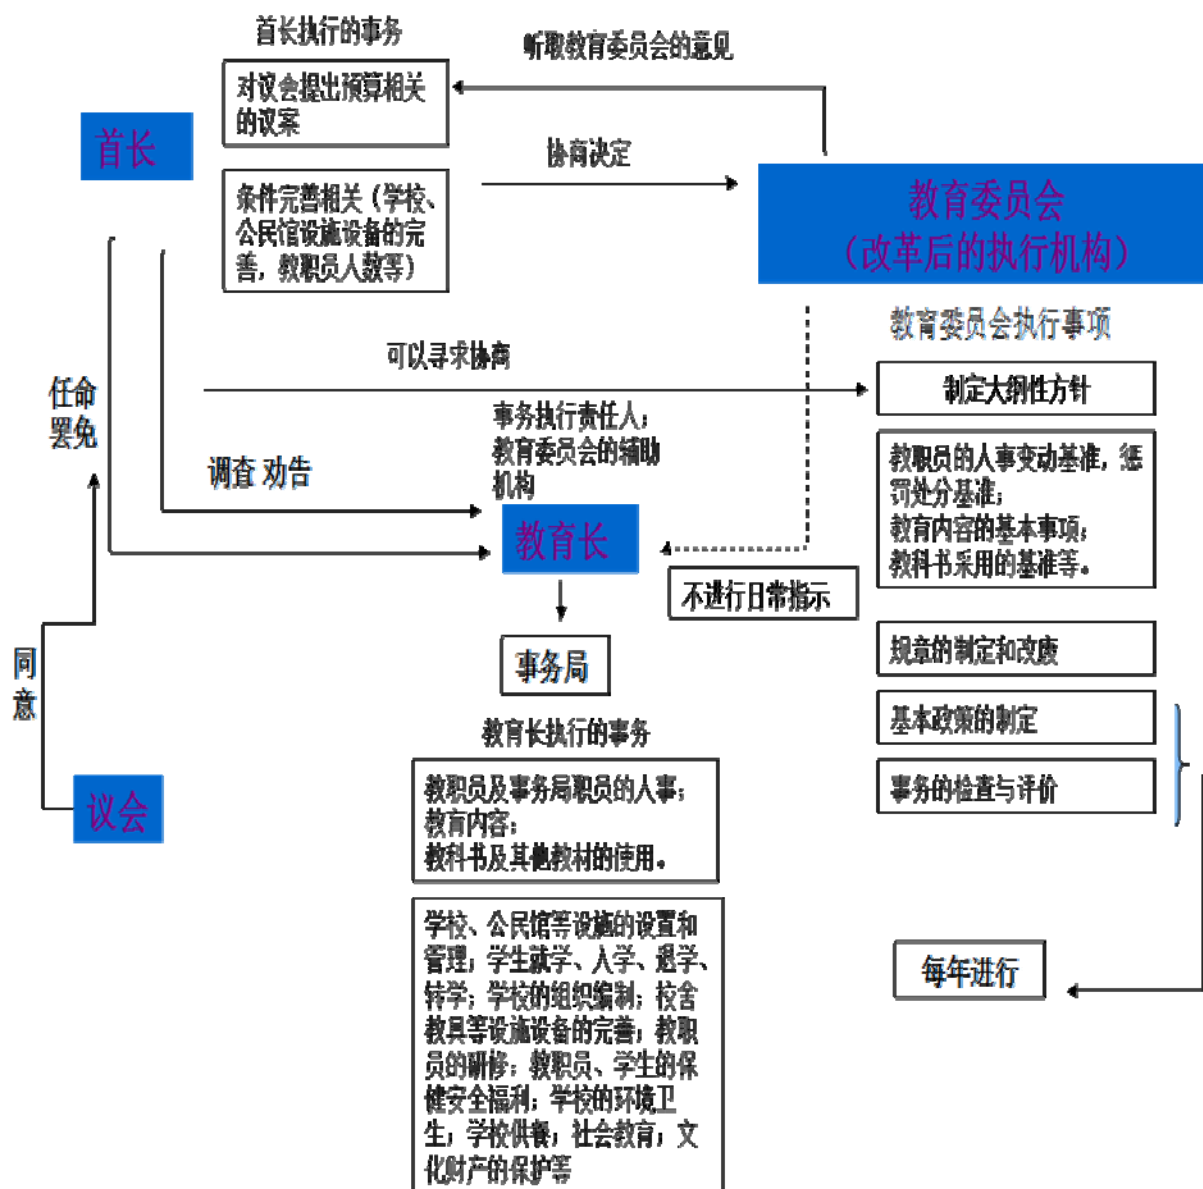 首长执行的事务
听取教育委员会的意见
对议会提出预算相关
的议案
首长
协商决定
条件完善相关（学校、
公民馆设施设备的完
善，教职员人数等）
教育委员会
（改革后的执行机构）
教育委员会执行事项
可以寻求协商
任命
罢免
制定大纲性方针
事务执行责任人；
教育委员会的辅助
机构
调查 劝告
教职员的人事变动基准，惩
罚处分基准；
教育内容的基本事项；
教科书采用的基准等。
教育长
不进行日常指示
同
意
事务局
规章的制定和改废
基本政策的制定
教育长执行的事务
议会
教职员及事务局职员的人事；
教育内容；
教科书及其他教材的使用。
事务的检查与评价
学校、公民馆等设施的设置和
管理；学生就学、入学、退学、
转学；学校的组织编制；校舍
教具等设施设备的完善；教职
员的研修；教职员、学生的保
健安全福利；学校的环境卫
生；学校供餐；社会教育；文
化财产的保护等
每年进行